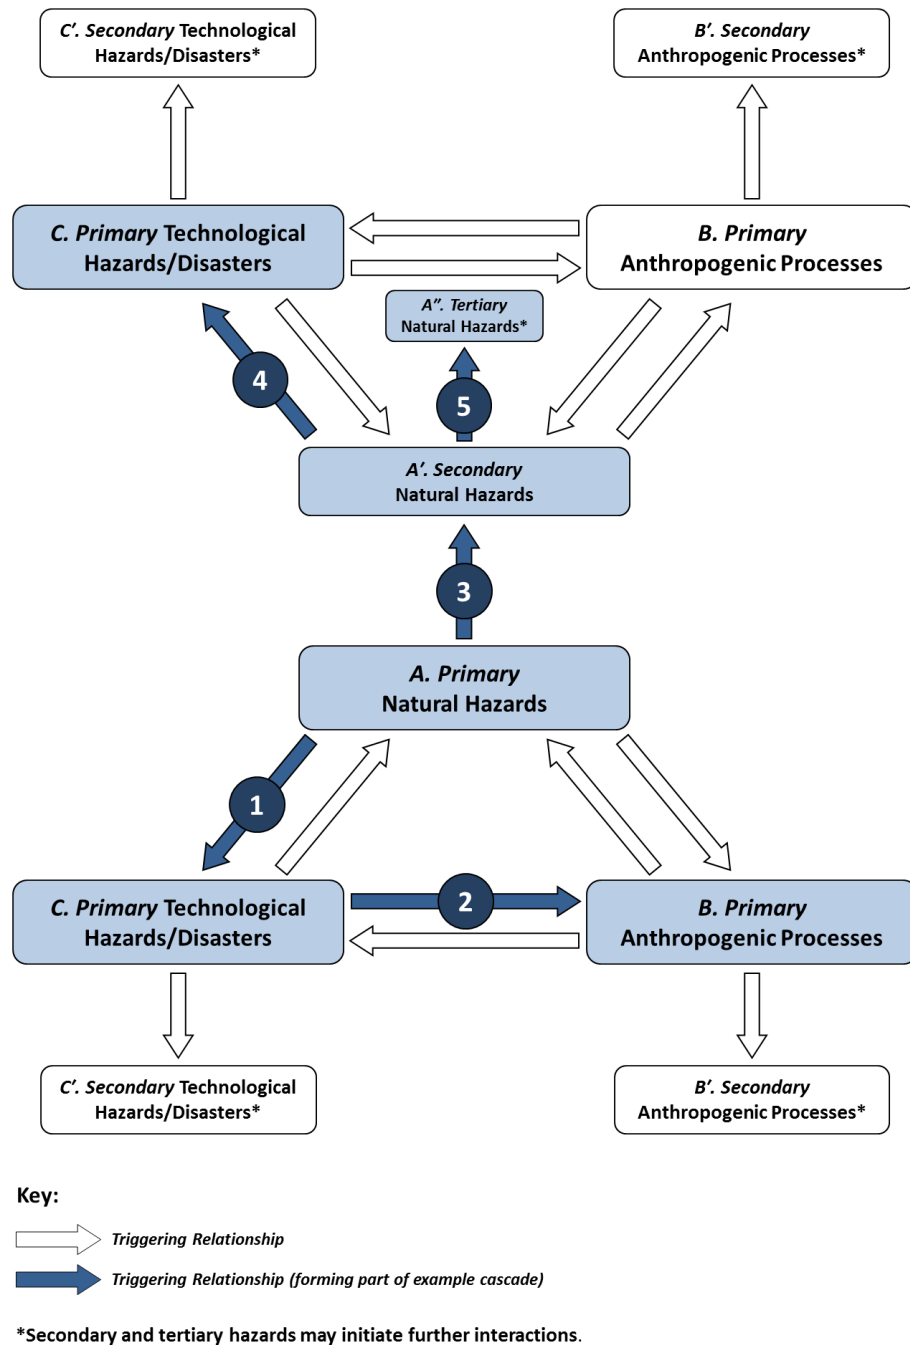 C′. Secondary Technological
Hazards/Disasters*
B′. Secondary
Anthropogenic Processes*
C. Primary Technological
Hazards/Disasters
B. Primary
Anthropogenic Processes
A″. Tertiary
Natural Hazards*
4
5
A′. Secondary
Natural Hazards
3
A. Primary
Natural Hazards
1
C. Primary Technological
Hazards/Disasters
2
B. Primary
Anthropogenic Processes
C′. Secondary Technological
Hazards/Disasters*
B′. Secondary
Anthropogenic Processes*
Key:
Triggering Relationship
Triggering Relationship (forming part of example cascade)
*Secondary and tertiary hazards may initiate further interactions.